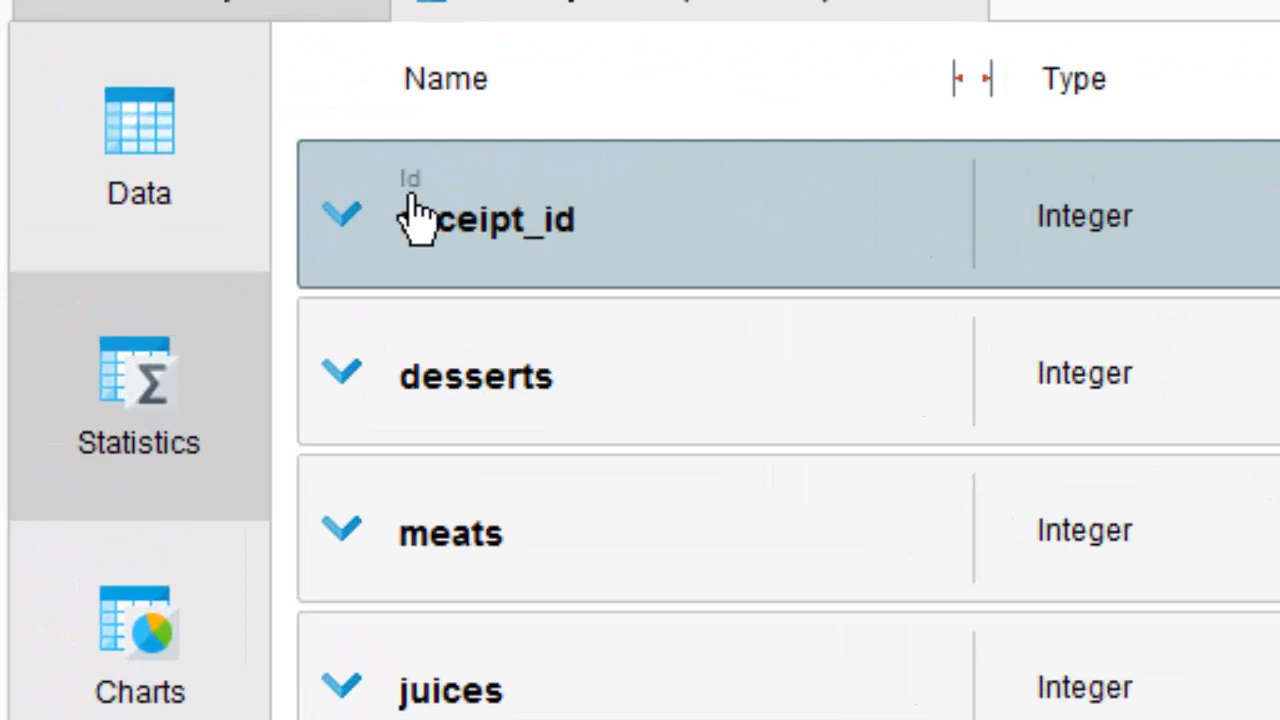 Name
Type
Data
Id
ceipt_id
Integer
desserts
Integer
Statistics
meats
Integer
Charts
juices
Integer